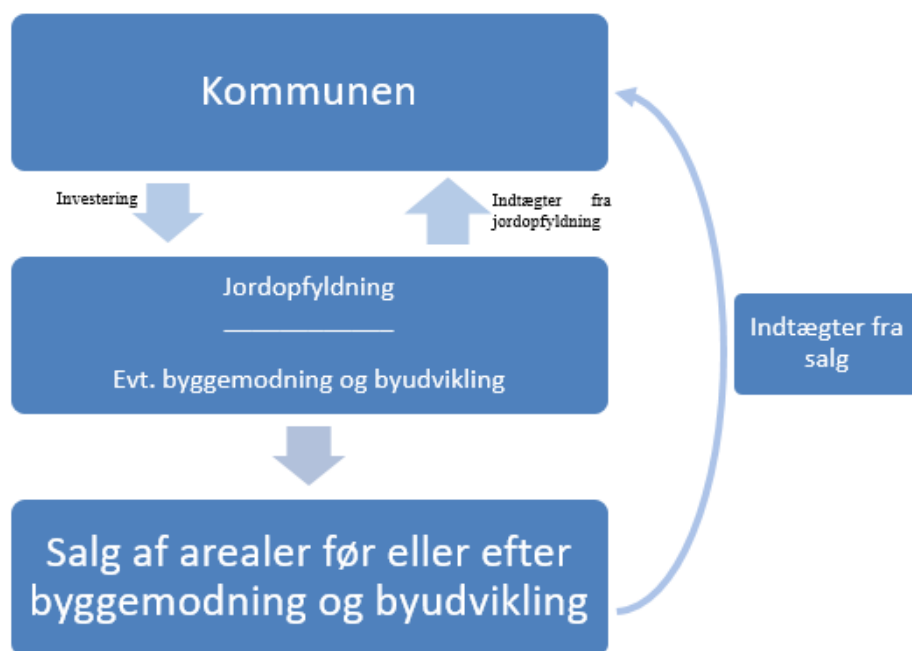 Kommunen
Investering
Indtægter fra
jordopfyldning
Jordopfyldning
Evt. byggemodning og byudvikling
Indtægter fra
salg
Salg af arealer før eller efter
byggemodning og byudvikling